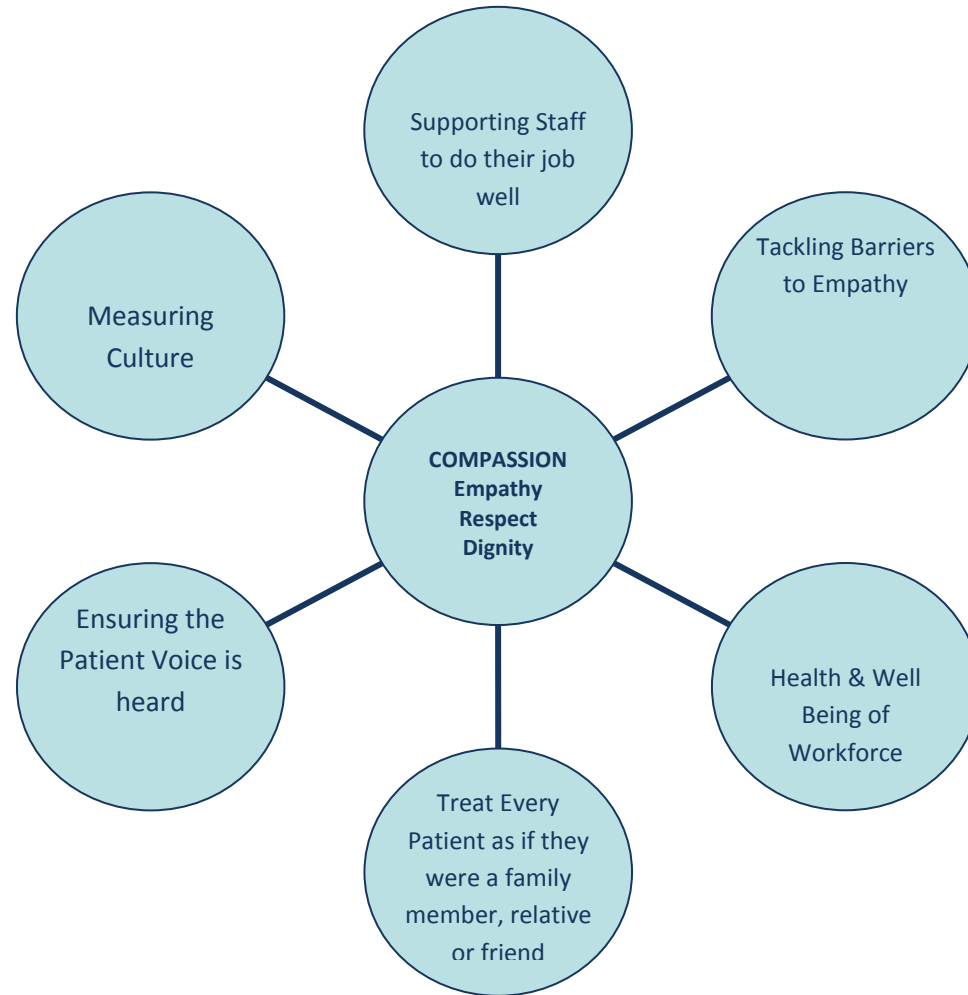 Supporting Staff
to do their job
well
Tackling Barriers
to Empathy
Measuring
Culture
COMPASSION
Empathy
Respect
Dignity
Ensuring the
Patient Voice is
heard
Health & Well
Being of
Workforce
Treat Every
Patient as if they
were a family
member, relative
or friend